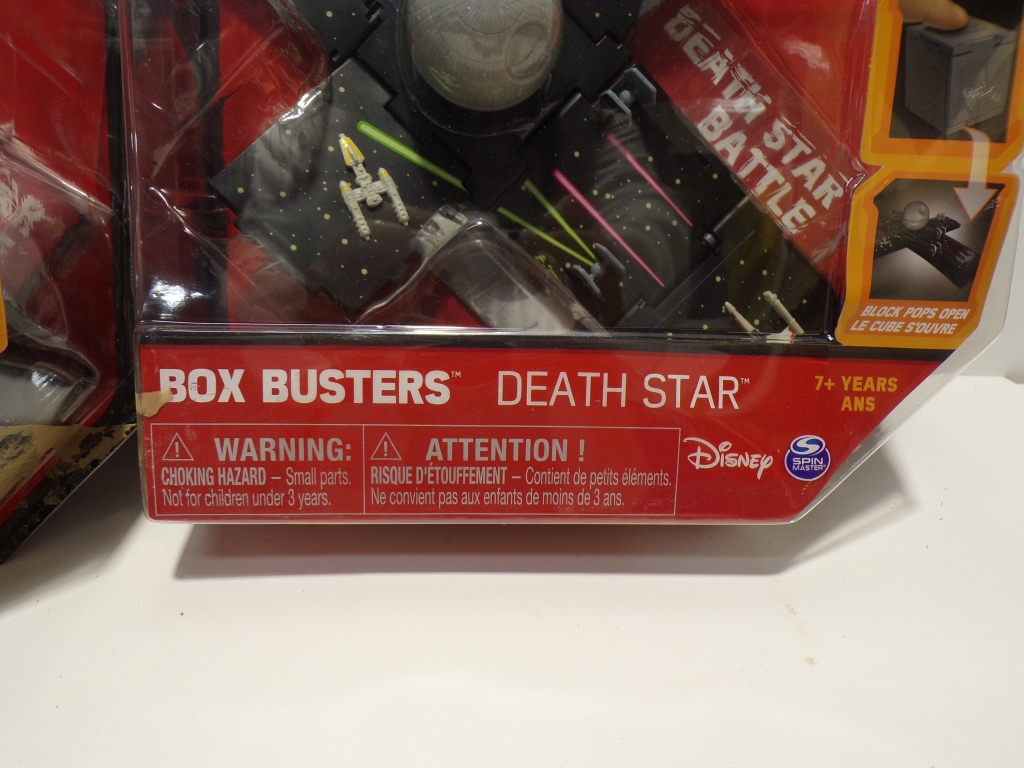 DEATH STAR
BATTLE
BLOCK POPS OPEN
LE CUBE S'OUVRE
BOX BUSTERS™ DEATH STAR™
7+ YEARS
ANS
WARNING:
CHOKING HAZARD – Small parts.
Not for children under 3 years.
ATTENTION !
RISQUE D'ÉTOUFFEMENT – Contient de petits éléments.
Ne convient pas aux enfants de moins de 3 ans.
Disney
SPIN
MASTER™